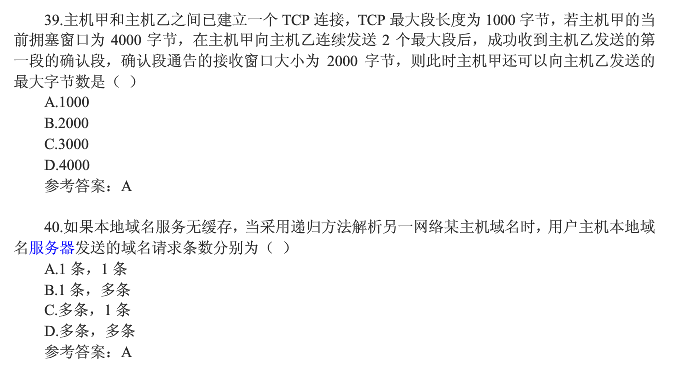 39.主机甲和主机乙之间已建立一个 TCP 连接，TCP 最大段长度为 1000 字节，若主机甲的当
前拥塞窗口为 4000 字节，在主机甲向主机乙连续发送 2 个最大段后，成功收到主机乙发送的第
一段的确认段，确认段通告的接收窗口大小为 2000 字节，则此时主机甲还可以向主机乙发送的
最大字节数是（ ）
A.1000
B.2000
C.3000
D.4000
参考答案：A
40.如果本地域名服务无缓存，当采用递归方法解析另一网络某主机域名时，用户主机本地域
名服务器发送的域名请求条数分别为（ ）
A.1 条，1 条
B.1 条，多条
C.多条，1 条
D.多条，多条
参考答案：A